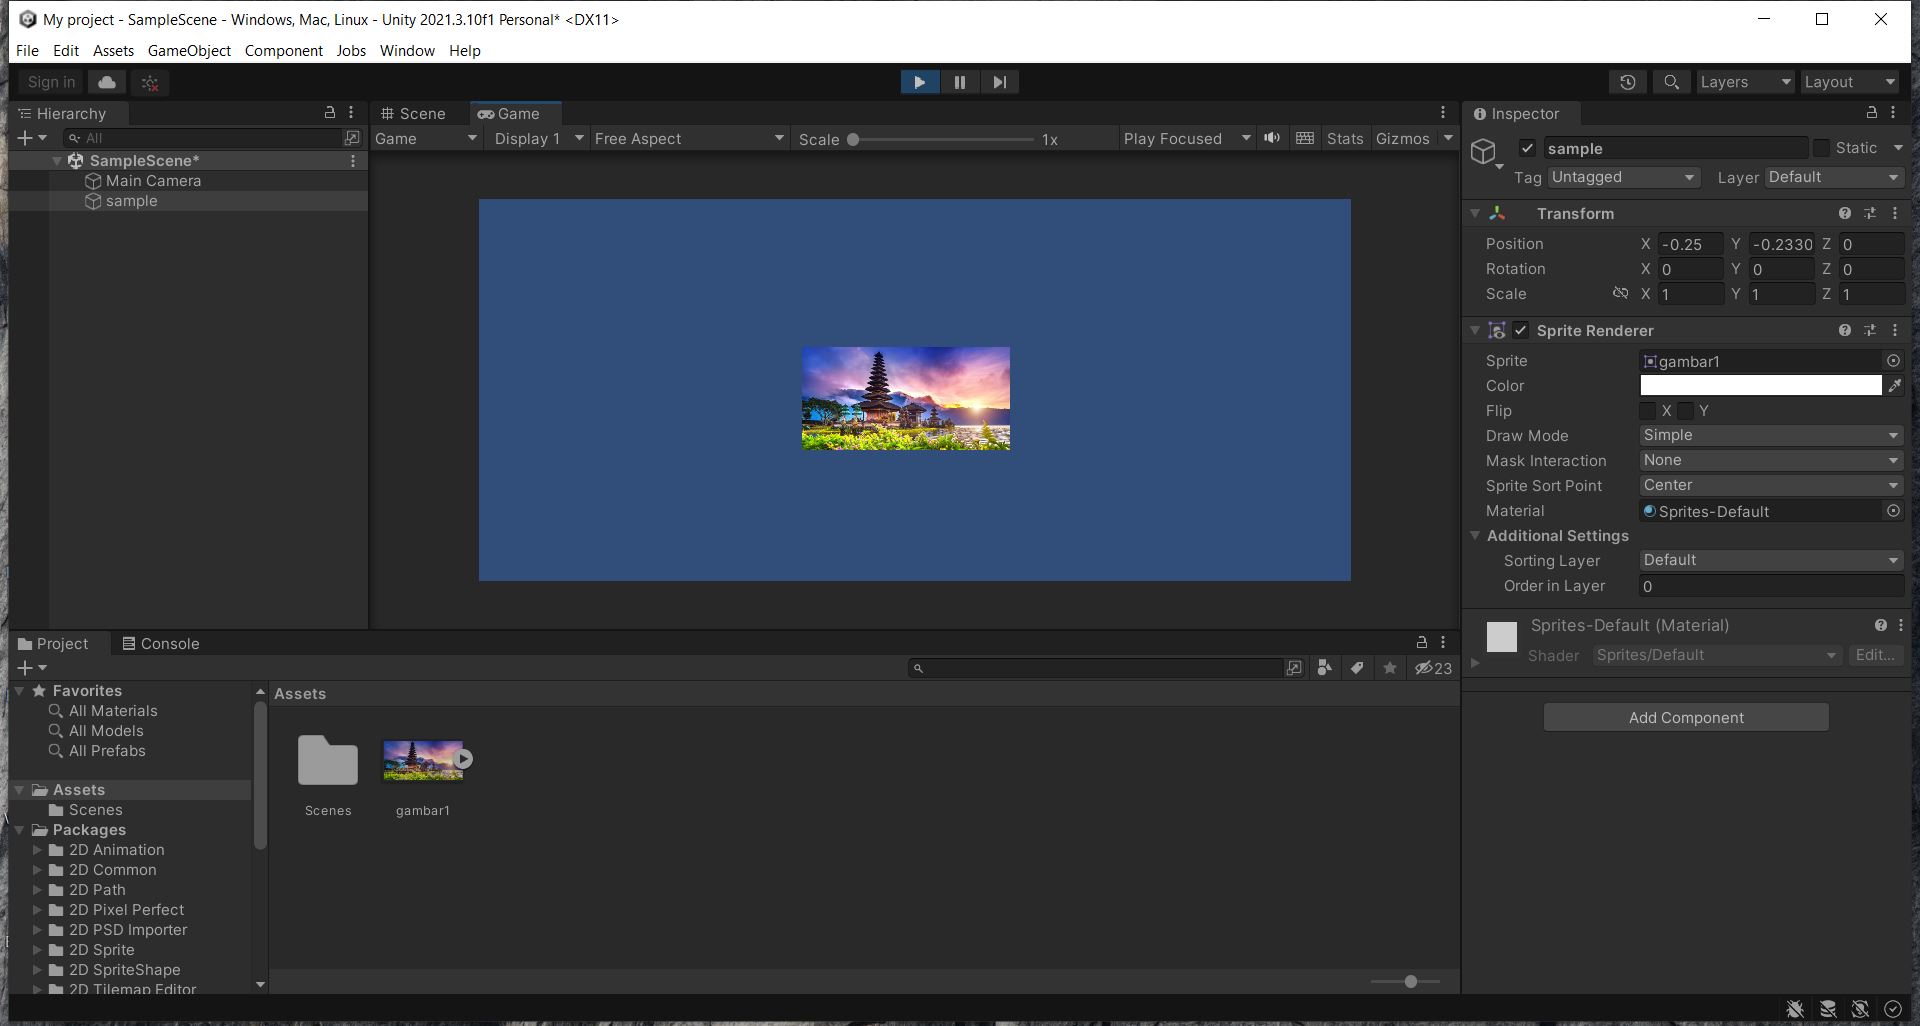 My project - SampleScene - Windows, Mac, Linux - Unity 2021.3.10f1 Personal* <DX11>
File Edit Assets GameObject Component Jobs Window Help
Sign in
Layers
Layout
Hierarchy
All
SampleScene*
Main Camera
sample
Scene
Game
Game
Display 1
Free Aspect
Scale
1x
Play Focused
Stats
Gizmos
Inspector
sample
Static
Tag Untagged
Layer Default
Transform
Position X -0.25 Y -0.2330 Z 0
Rotation X 0 Y 0 Z 0
Scale X 1 Y 1 Z 1
Sprite Renderer
Sprite gambar1
Color
Flip X Y
Draw Mode Simple
Mask Interaction None
Sprite Sort Point Center
Material Sprites-Default
Additional Settings
Sorting Layer Default
Order in Layer 0
Sprites-Default (Material)
Shader Sprites/Default Edit...
Add Component
Project
Console
23
Favorites
All Materials
All Models
All Prefabs
Assets
Scenes
Packages
2D Animation
2D Common
2D Path
2D Pixel Perfect
2D PSD Importer
2D Sprite
2D SpriteShape
2D Tilemap Editor
Assets
Scenes
gambar1